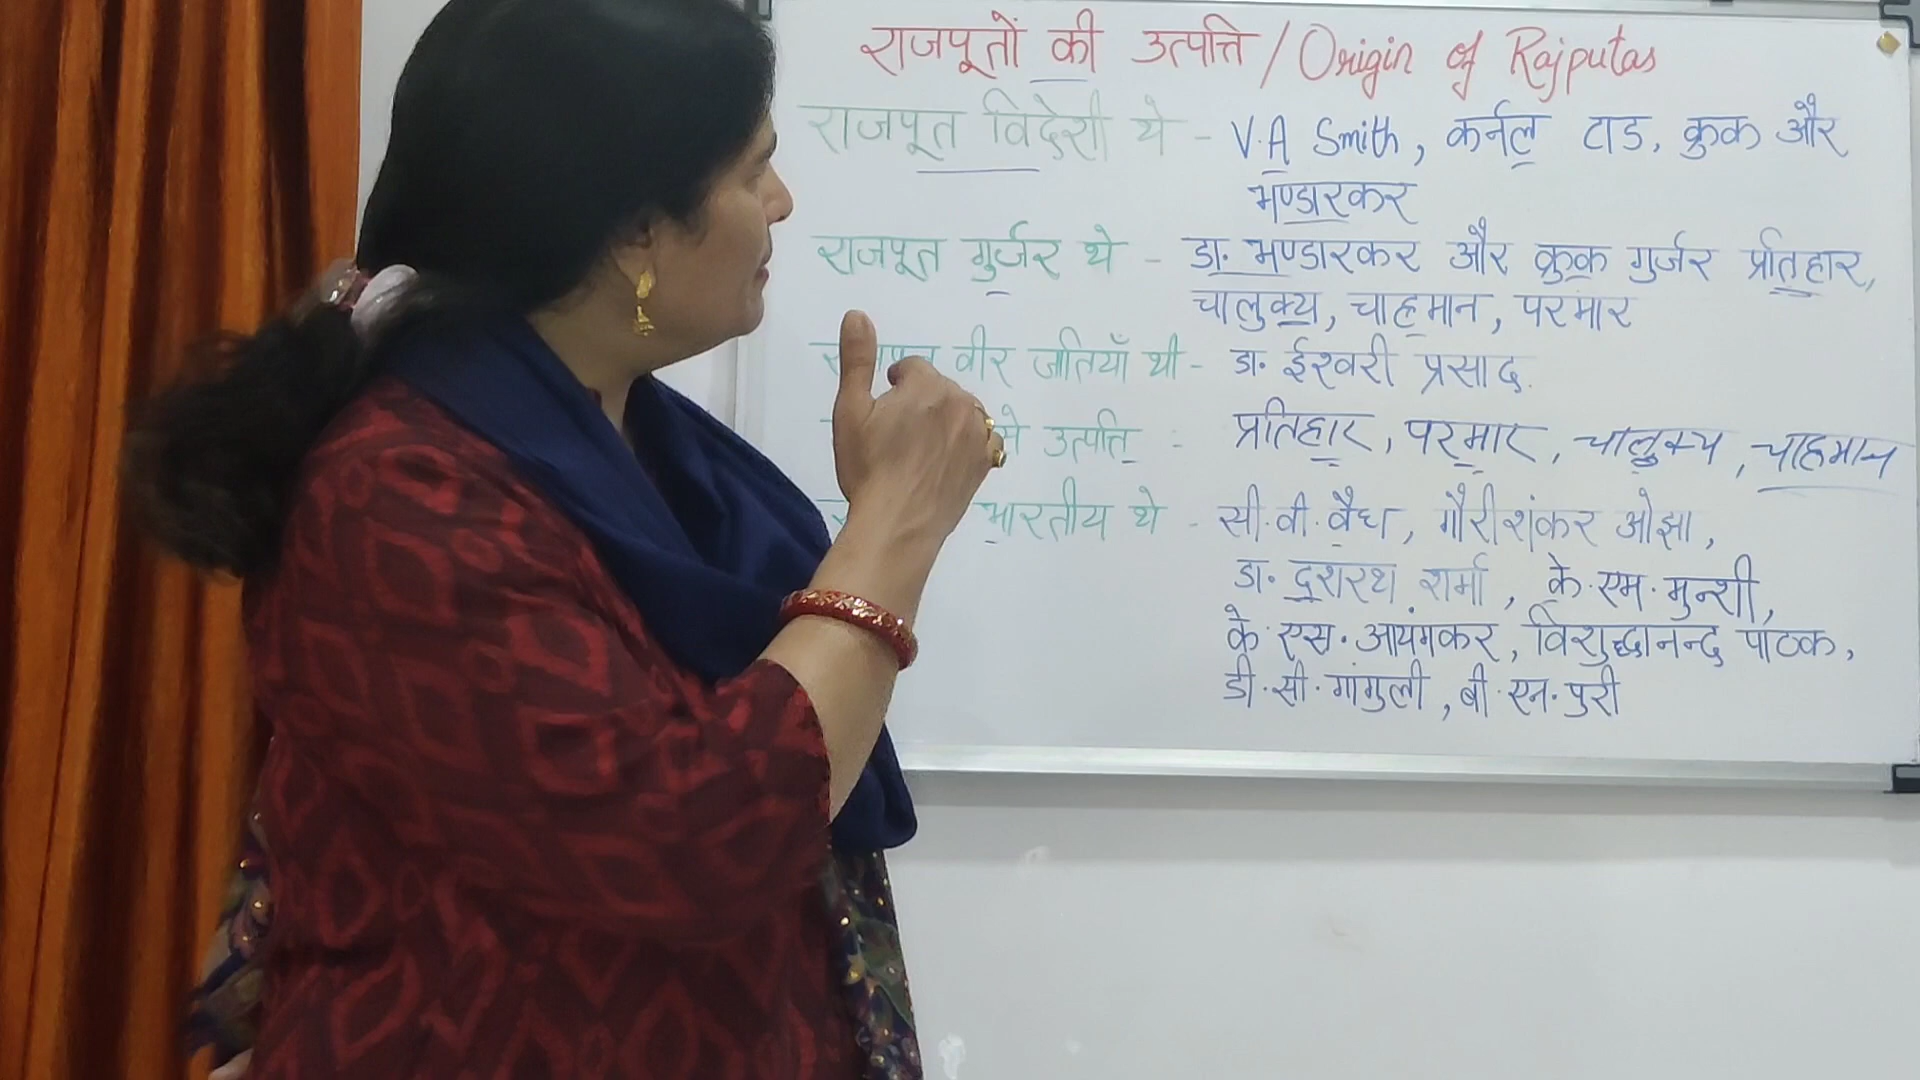 राजपूतों की उत्पत्ति / Origin of Rajputas
राजपूत विदेशी थे - V.A Smith, कर्नल टाड, क्रुक और
भण्डारकर
राजपूत गुर्जर थे - डा. भण्डारकर और क्रुक गुर्जर प्रतिहार,
चालुक्य, चाहमान, परमार
वीर जातियाँ थी - डा. ईश्वरी प्रसाद.
से उत्पत्ति - प्रतिहार, परमार, चालुक्य, चाहमान
भारतीय थे - सी.वी. वैध, गौरीशंकर ओझा,
डा. दशरथ शर्मा, के.एम. मुन्शी,
के. एस. आयंगकर, विशुद्धानन्द पाठक,
डी.सी. गांगुली, बी. एन. पुरी